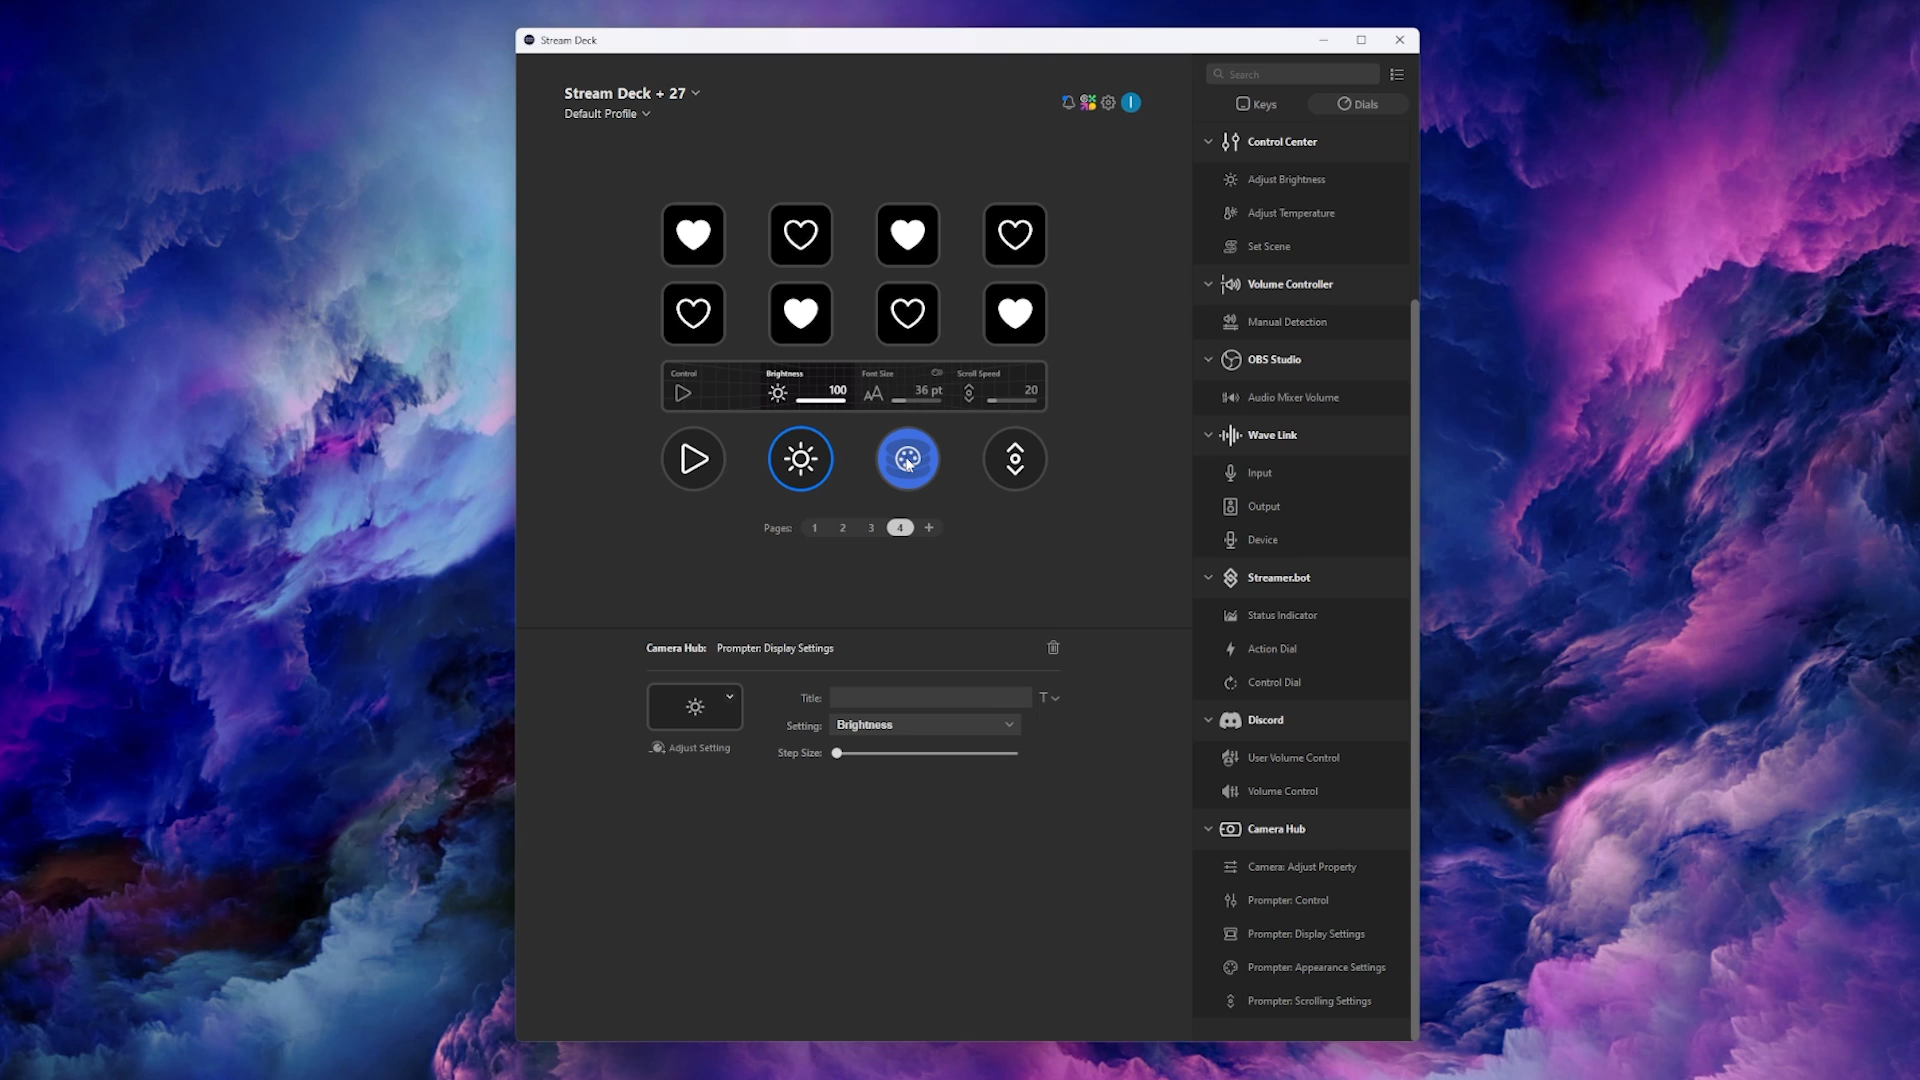 Stream Deck
Stream Deck + 27
Default Profile
Search
Keys
Dials
Control Center
Adjust Brightness
Adjust Temperature
Set Scene
Volume Controller
Manual Detection
OBS Studio
Audio Mixer Volume
Wave Link
Input
Output
Device
Streamer.bot
Status Indicator
Action Dial
Control Dial
Discord
User Volume Control
Volume Control
Camera Hub
Camera: Adjust Property
Prompter: Control
Prompter: Display Settings
Prompter: Appearance Settings
Prompter: Scrolling Settings
Control
Brightness
100
Font Size
36 pt
Scroll Speed
20
Pages: 1 2 3 4 +
Camera Hub: Prompter: Display Settings
Title:
T
Setting: Brightness
Adjust Setting
Step Size: